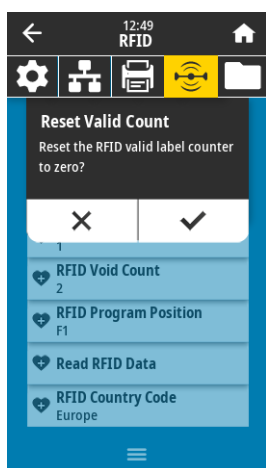 12:49
RFID
Reset Valid Count
Reset the RFID valid label counter
to zero?
1
RFID Void Count
2
RFID Program Position
F1
Read RFID Data
RFID Country Code
Europe